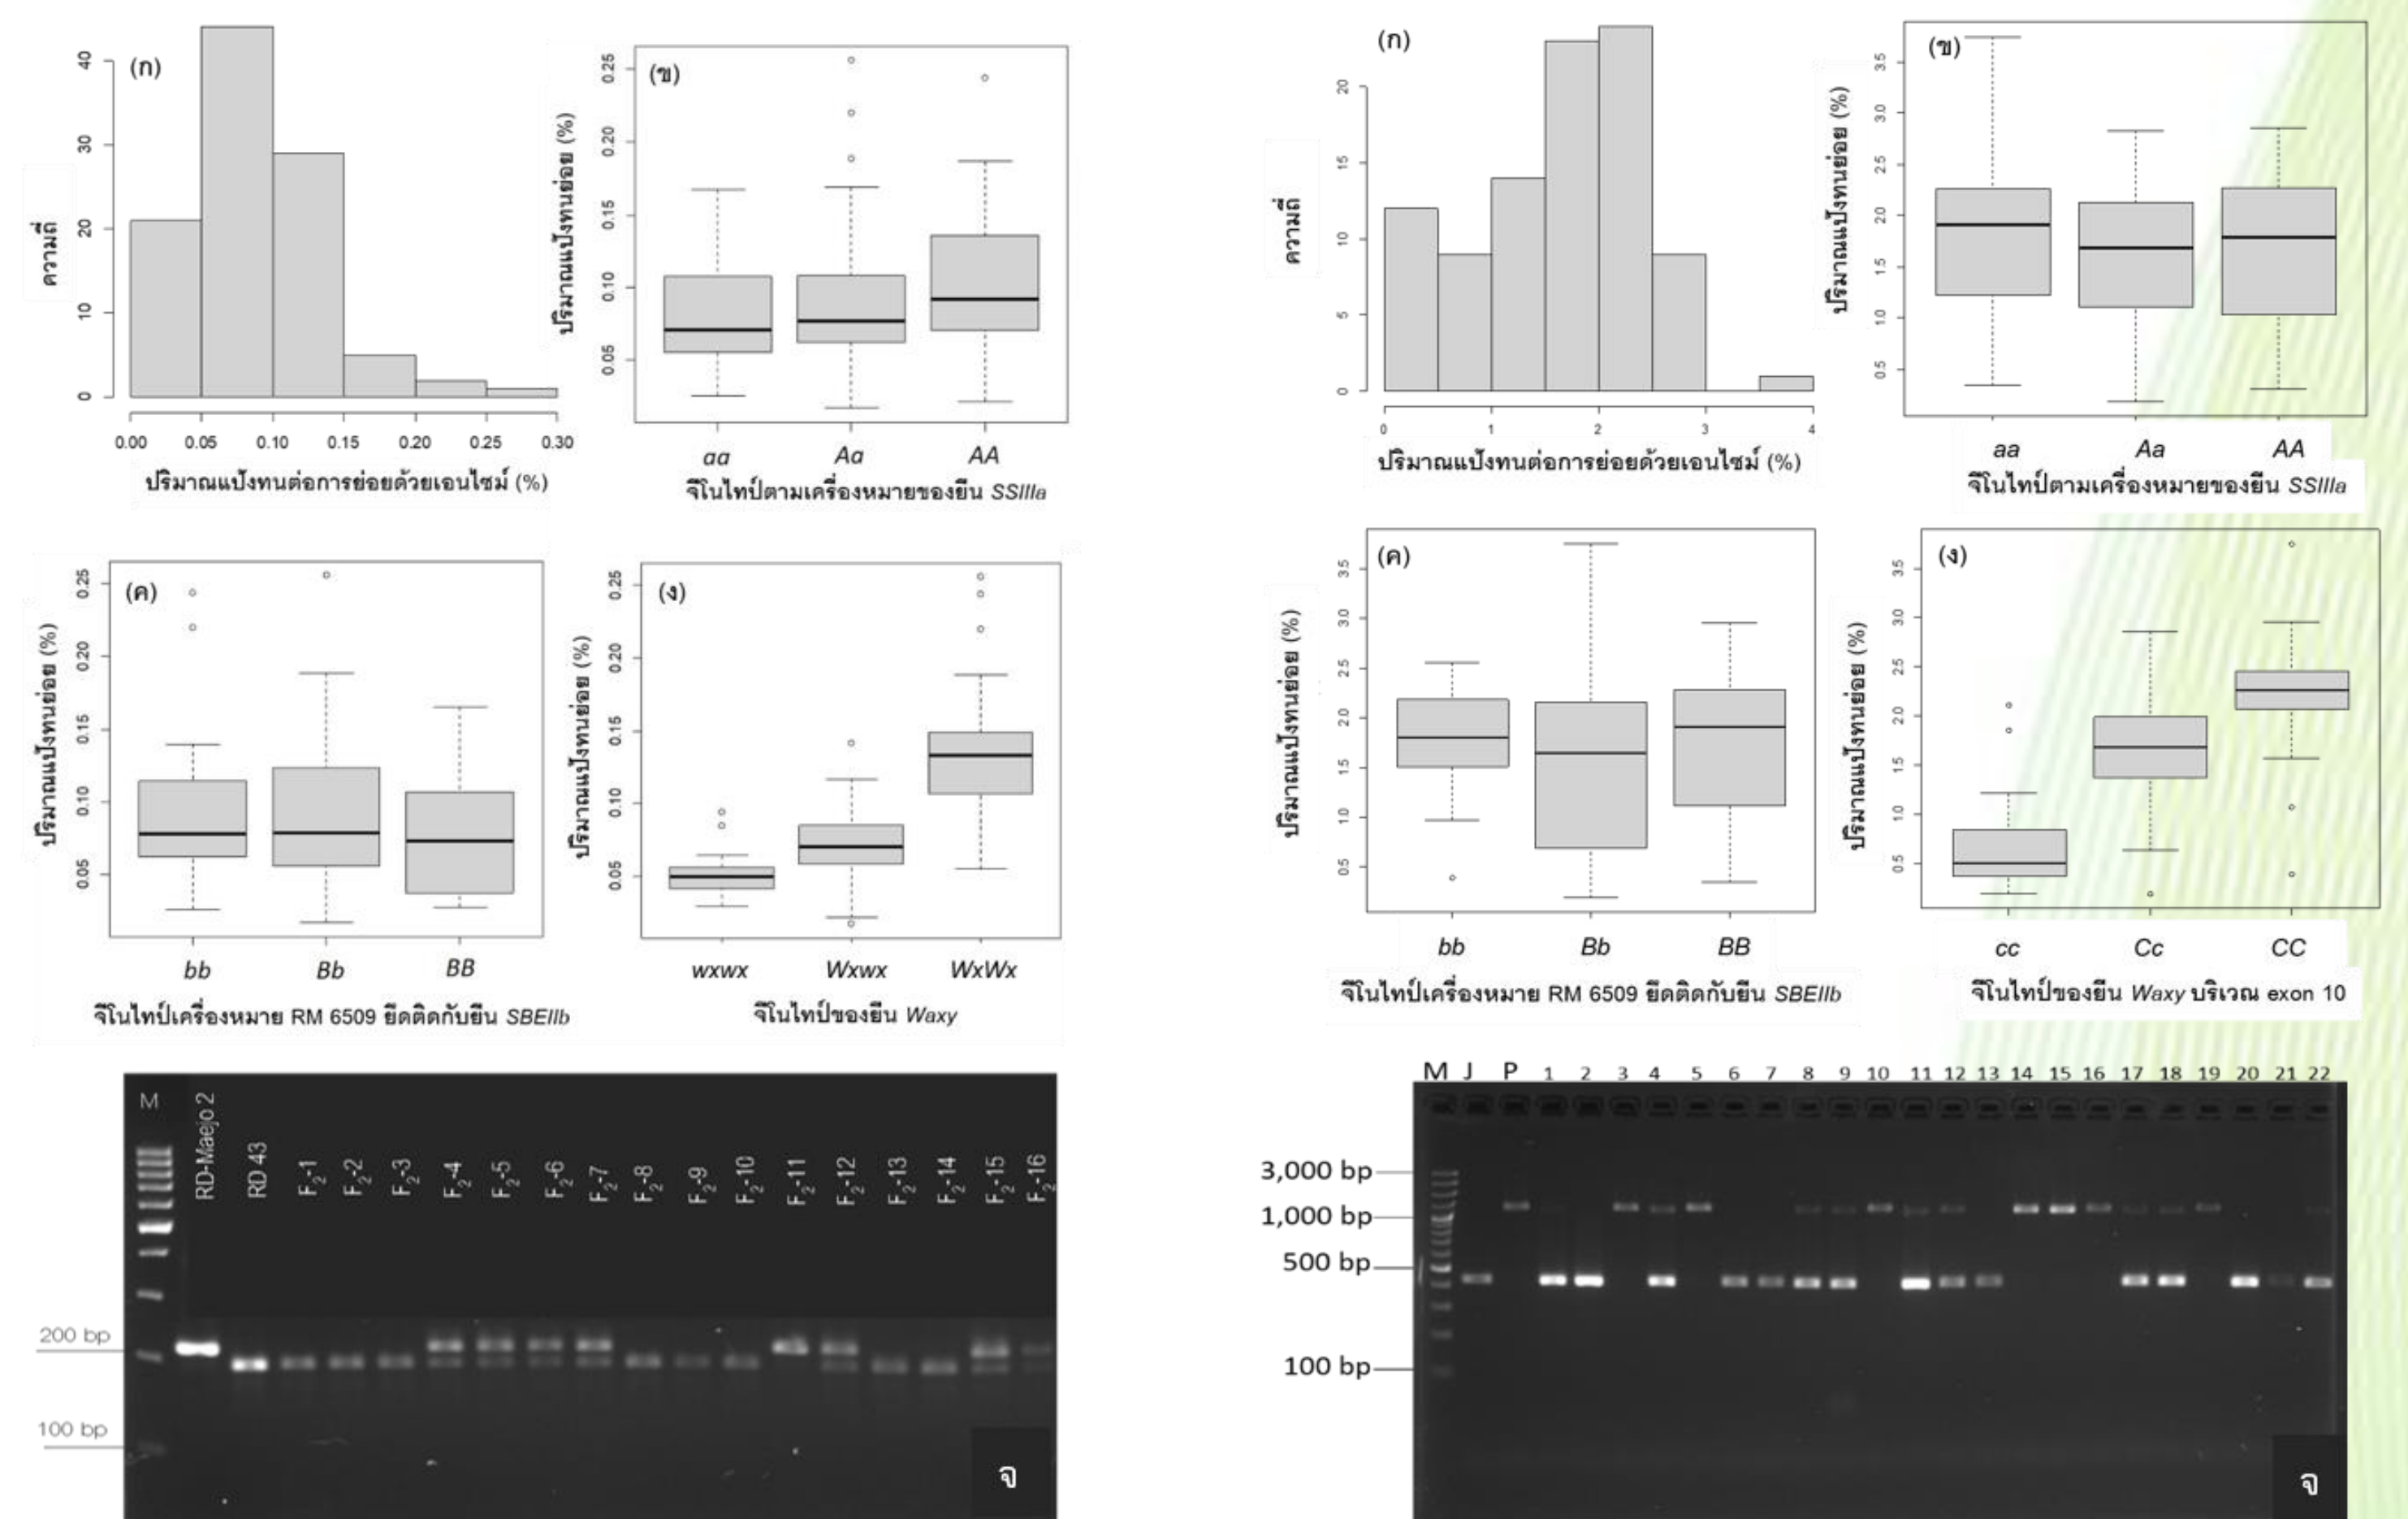 (ก)
40
30
20
10
0
ความถี่
0.00 0.05 0.10 0.15 0.20 0.25 0.30
ปริมาณแป้งทนต่อการย่อยด้วยเอนไซม์ (%)
(ข)
0.25
0.20
0.15
0.10
0.05
ปริมาณแป้งทนย่อย (%)
aa Aa AA
จีโนไทป์ตามเครื่องหมายของยีน SSIIIa
(ค)
0.25
0.20
0.15
0.10
0.05
ปริมาณแป้งทนย่อย (%)
bb Bb BB
จีโนไทป์เครื่องหมาย RM 6509 ยึดติดกับยีน SBEIIb
(ง)
0.25
0.20
0.15
0.10
0.05
ปริมาณแป้งทนย่อย (%)
wxwx Wxwx WxWx
จีโนไทป์ของยีน Waxy
M RD-Maejo 2 RD 43 F2-1 F2-2 F2-3 F2-4 F2-5 F2-6 F2-7 F2-8 F2-9 F2-10 F2-11 F2-12 F2-13 F2-14 F2-15 F2-16
200 bp
100 bp
จ
(ก)
20
15
10
5
0
ความถี่
0 1 2 3 4
ปริมาณแป้งทนต่อการย่อยด้วยเอนไซม์ (%)
(ข)
3.5
3.0
2.5
2.0
1.5
1.0
0.5
ปริมาณแป้งทนย่อย (%)
aa Aa AA
จีโนไทป์ตามเครื่องหมายของยีน SSIIIa
(ค)
3.5
3.0
2.5
2.0
1.5
1.0
0.5
ปริมาณแป้งทนย่อย (%)
bb Bb BB
จีโนไทป์เครื่องหมาย RM 6509 ยึดติดกับยีน SBEIIb
(ง)
3.5
3.0
2.5
2.0
1.5
1.0
0.5
ปริมาณแป้งทนย่อย (%)
cc Cc CC
จีโนไทป์ของยีน Waxy บริเวณ exon 10
M J P 1 2 3 4 5 6 7 8 9 10 11 12 13 14 15 16 17 18 19 20 21 22
3,000 bp
1,000 bp
500 bp
100 bp
จ